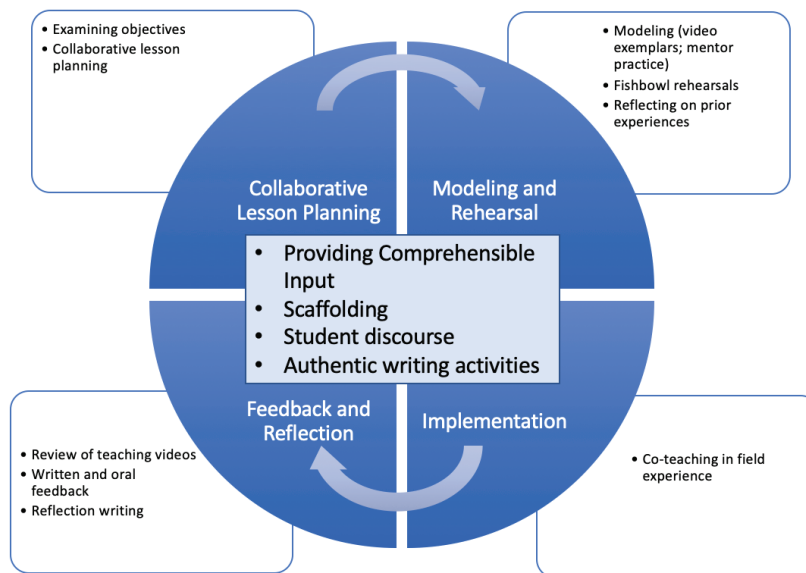 • Examining objectives
• Collaborative lesson
planning
• Modeling (video
exemplars; mentor
practice)
• Fishbowl rehearsals
• Reflecting on prior
experiences
Collaborative
Lesson Planning
Modeling and
Rehearsal
• Providing Comprehensible
Input
• Scaffolding
• Student discourse
• Authentic writing activities
Feedback and
Reflection
Implementation
• Review of teaching videos
• Written and oral
feedback
• Reflection writing
• Co-teaching in field
experience